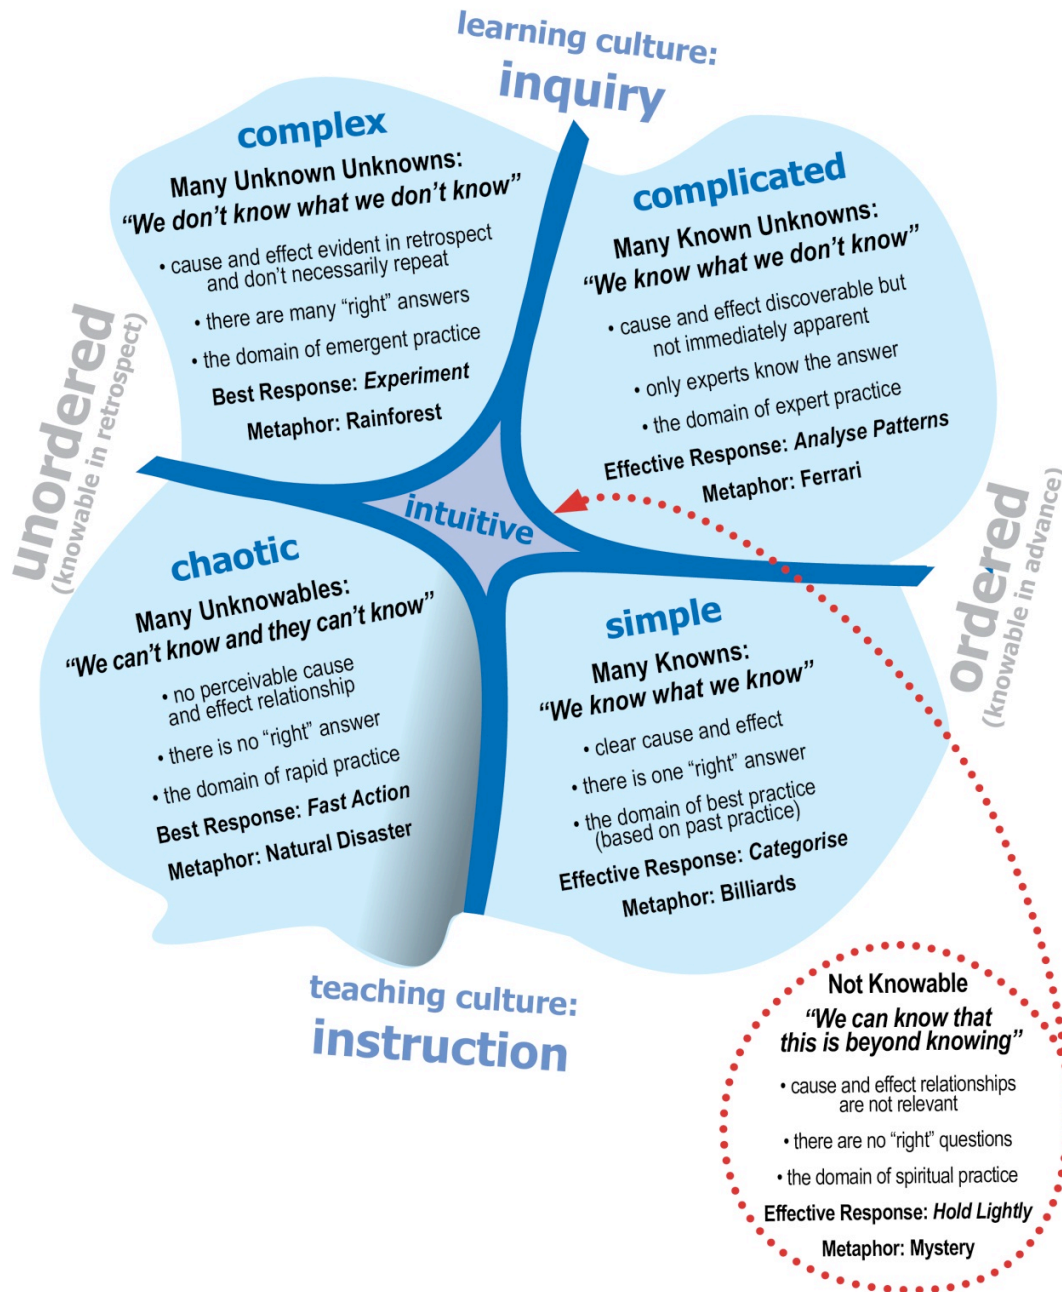 learning culture:
inquiry
complex
Many Unknown Unknowns:
“We don’t know what we don’t know”
• cause and effect evident in retrospect
and don’t necessarily repeat
• there are many “right” answers
• the domain of emergent practice
Best Response: Experiment
Metaphor: Rainforest
complicated
Many Known Unknowns:
“We know what we don’t know”
• cause and effect discoverable but
not immediately apparent
• only experts know the answer
• the domain of expert practice
Effective Response: Analyse Patterns
Metaphor: Ferrari
unordered
(knowable in retrospect)
intuitive
ordered
(knowable in advance)
chaotic
Many Unknowables:
“We can’t know and they can’t know”
• no perceivable cause
and effect relationship
• there is no “right” answer
• the domain of rapid practice
Best Response: Fast Action
Metaphor: Natural Disaster
simple
Many Knowns:
“We know what we know”
• clear cause and effect
• there is one “right” answer
• the domain of best practice
(based on past practice)
Effective Response: Categorise
Metaphor: Billiards
teaching culture:
instruction
Not Knowable
“We can know that
this is beyond knowing”
• cause and effect relationships
are not relevant
• there are no “right” questions
• the domain of spiritual practice
Effective Response: Hold Lightly
Metaphor: Mystery